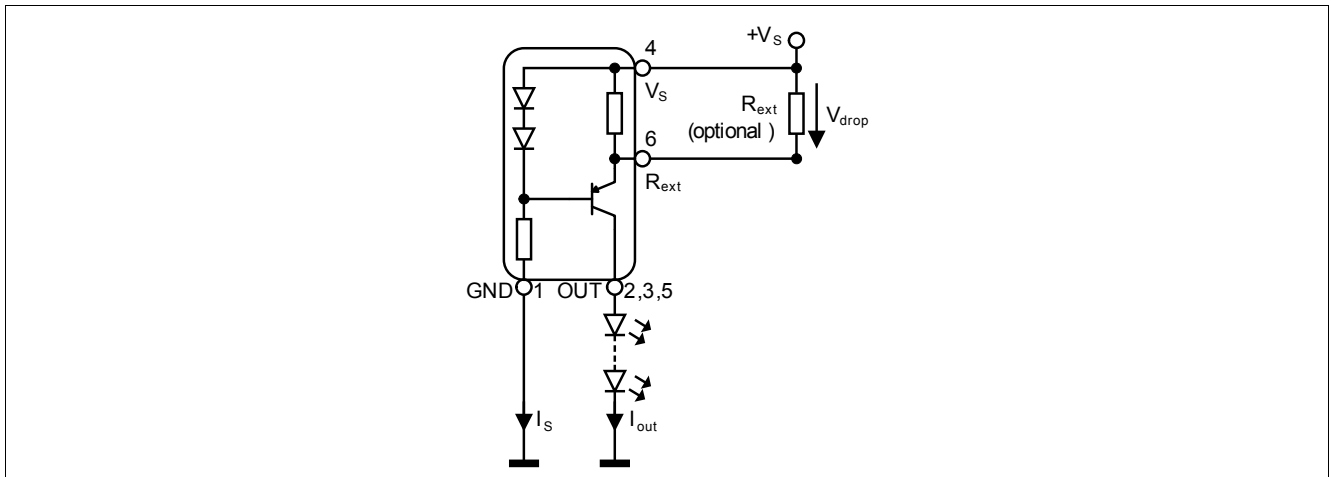 +VS
4
VS
Rext
(optional )
Vdrop
6
Rext
GND 1 OUT 2,3,5
IS
Iout